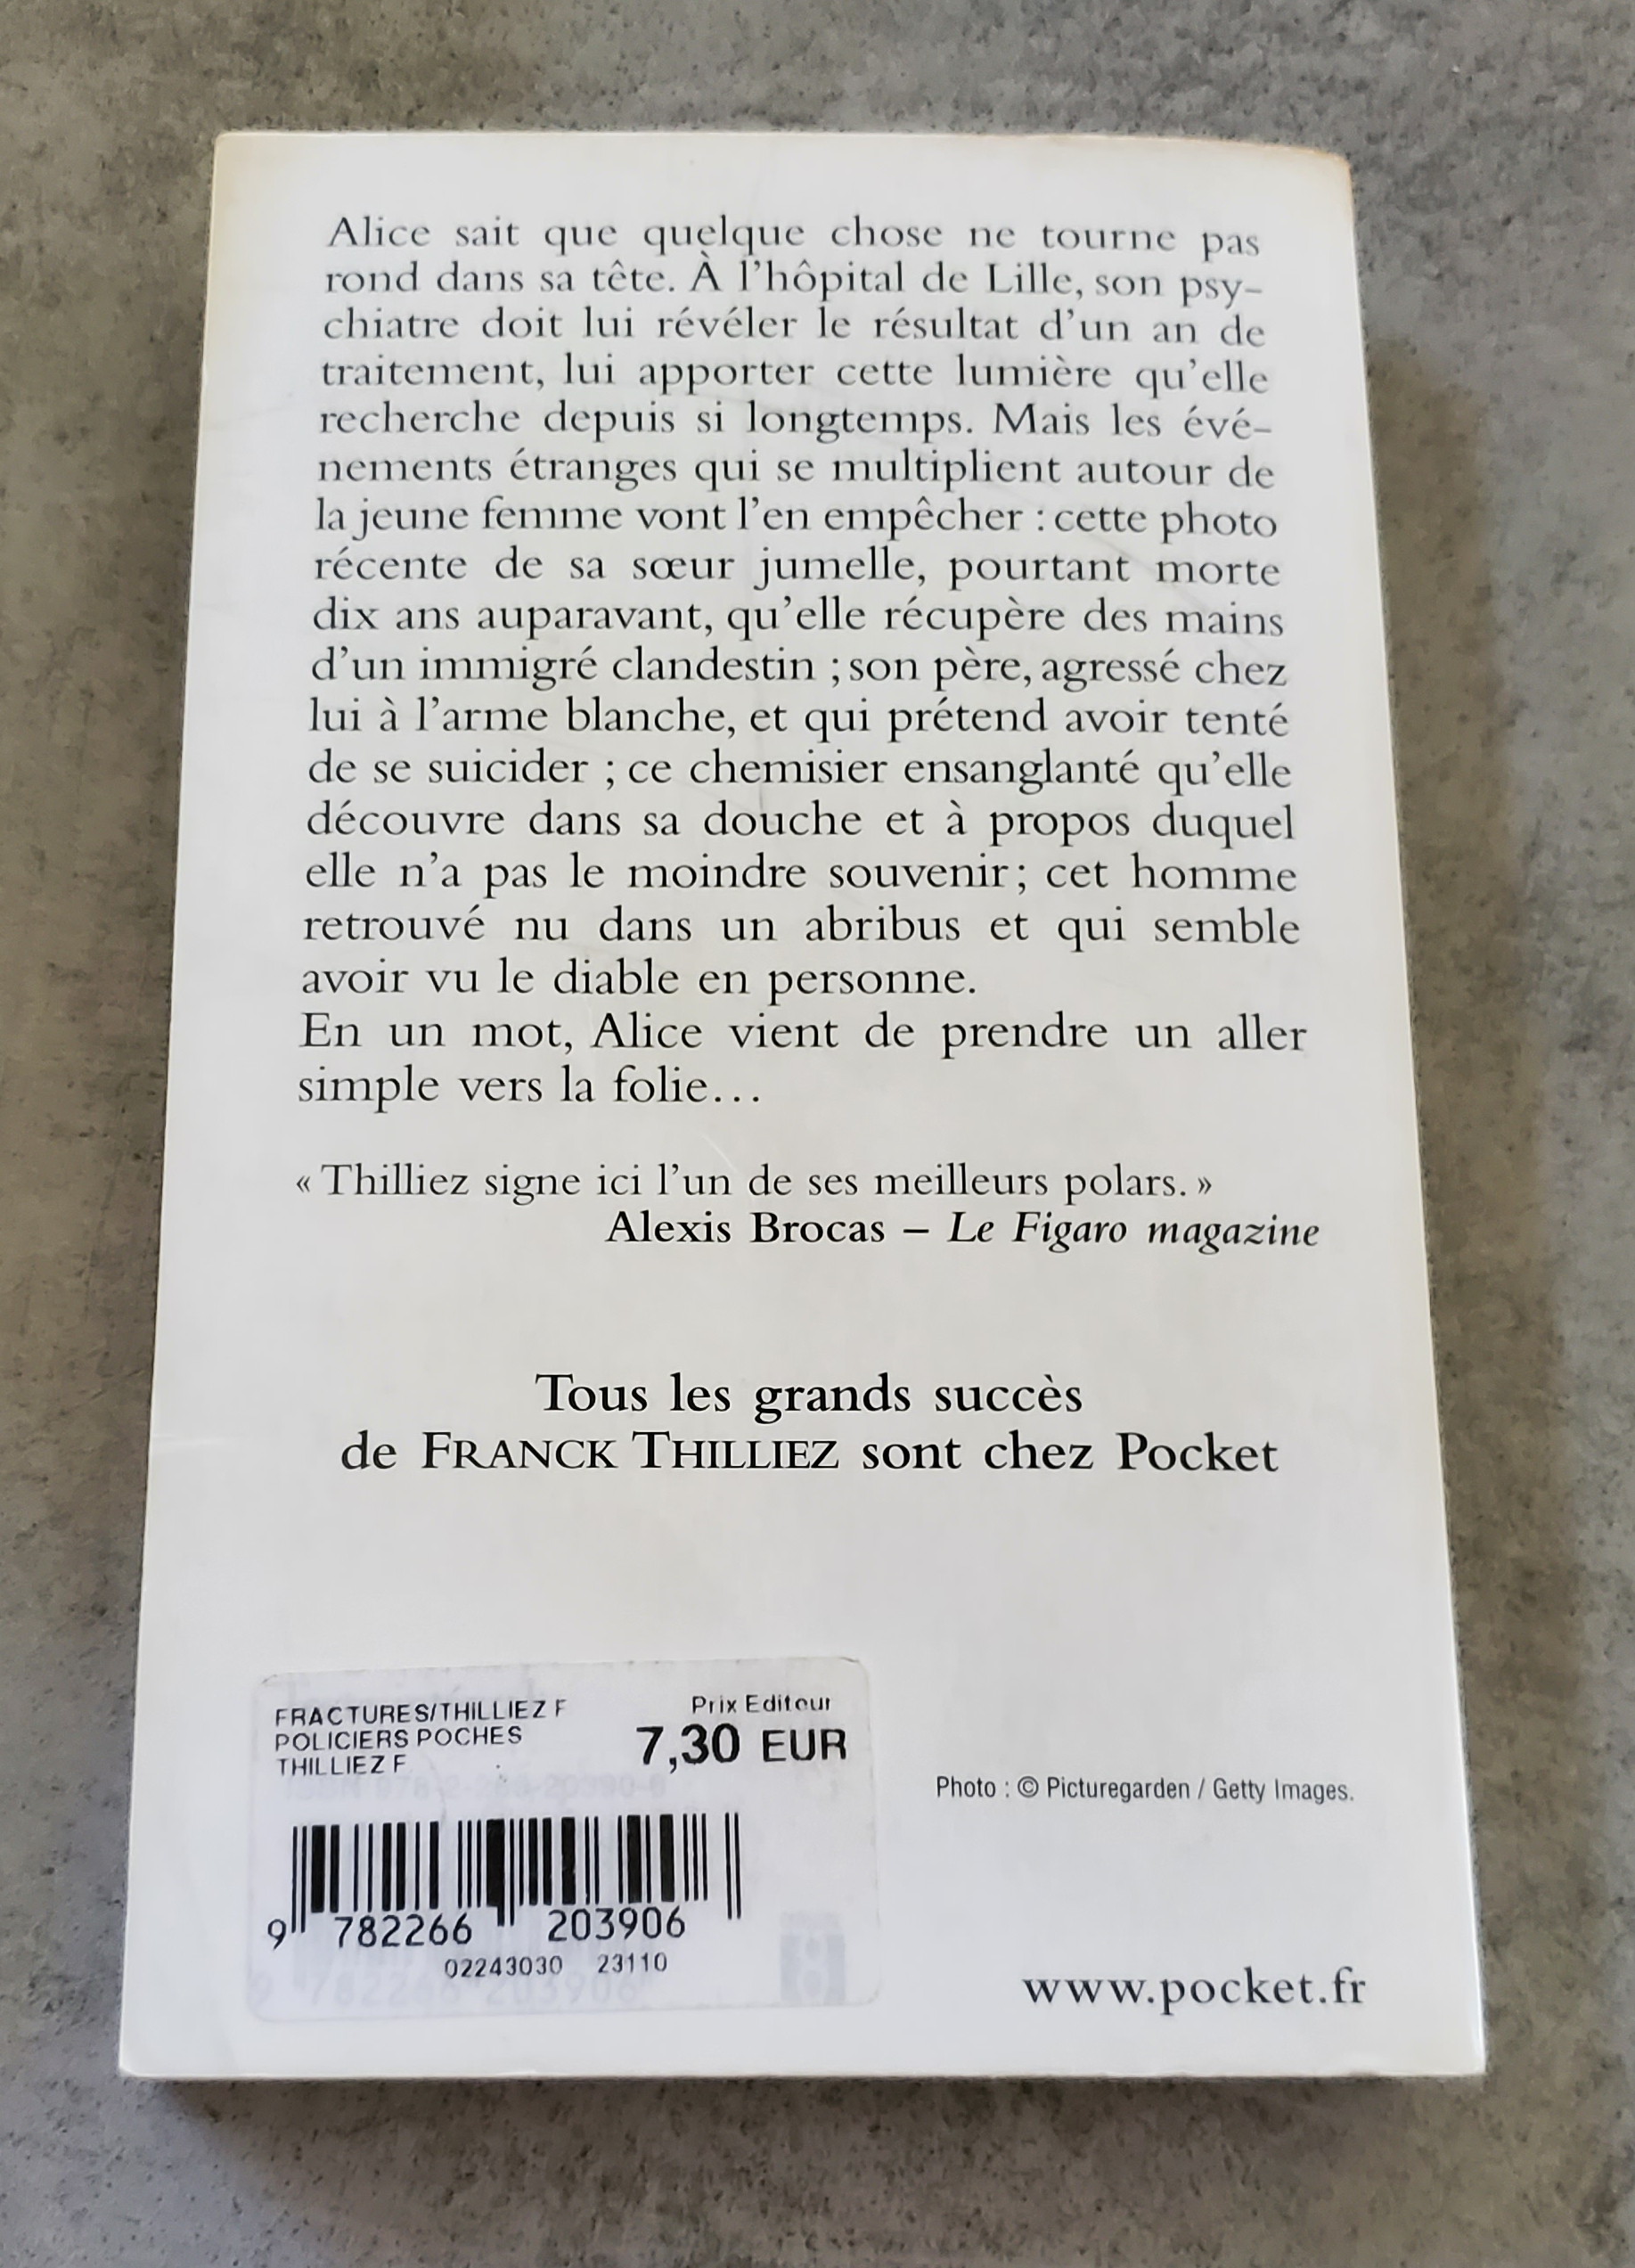 Alice sait que quelque chose ne tourne pas
rond dans sa tête. À l'hôpital de Lille, son psy-
chiatre doit lui révéler le résultat d'un an de
traitement, lui apporter cette lumière qu'elle
recherche depuis si longtemps. Mais les évé-
nements étranges qui se multiplient autour de
la jeune femme vont l'en empêcher : cette photo
récente de sa sœur jumelle, pourtant morte
dix ans auparavant, qu'elle récupère des mains
d'un immigré clandestin ; son père, agressé chez
lui à l'arme blanche, et qui prétend avoir tenté
de se suicider ; ce chemisier ensanglanté qu'elle
découvre dans sa douche et à propos duquel
elle n'a pas le moindre souvenir ; cet homme
retrouvé nu dans un abribus et qui semble
avoir vu le diable en personne.
En un mot, Alice vient de prendre un aller
simple vers la folie…
« Thilliez signe ici l'un de ses meilleurs polars. »
Alexis Brocas – Le Figaro magazine
Tous les grands succès
de FRANCK THILLIEZ sont chez Pocket
FRACTURES/THILLIEZ F
POLICIERS POCHES
THILLIEZ F
Prix Editeur
7,30 EUR
9 782266 203906
02243030 23110
Photo : © Picturegarden / Getty Images.
www.pocket.fr